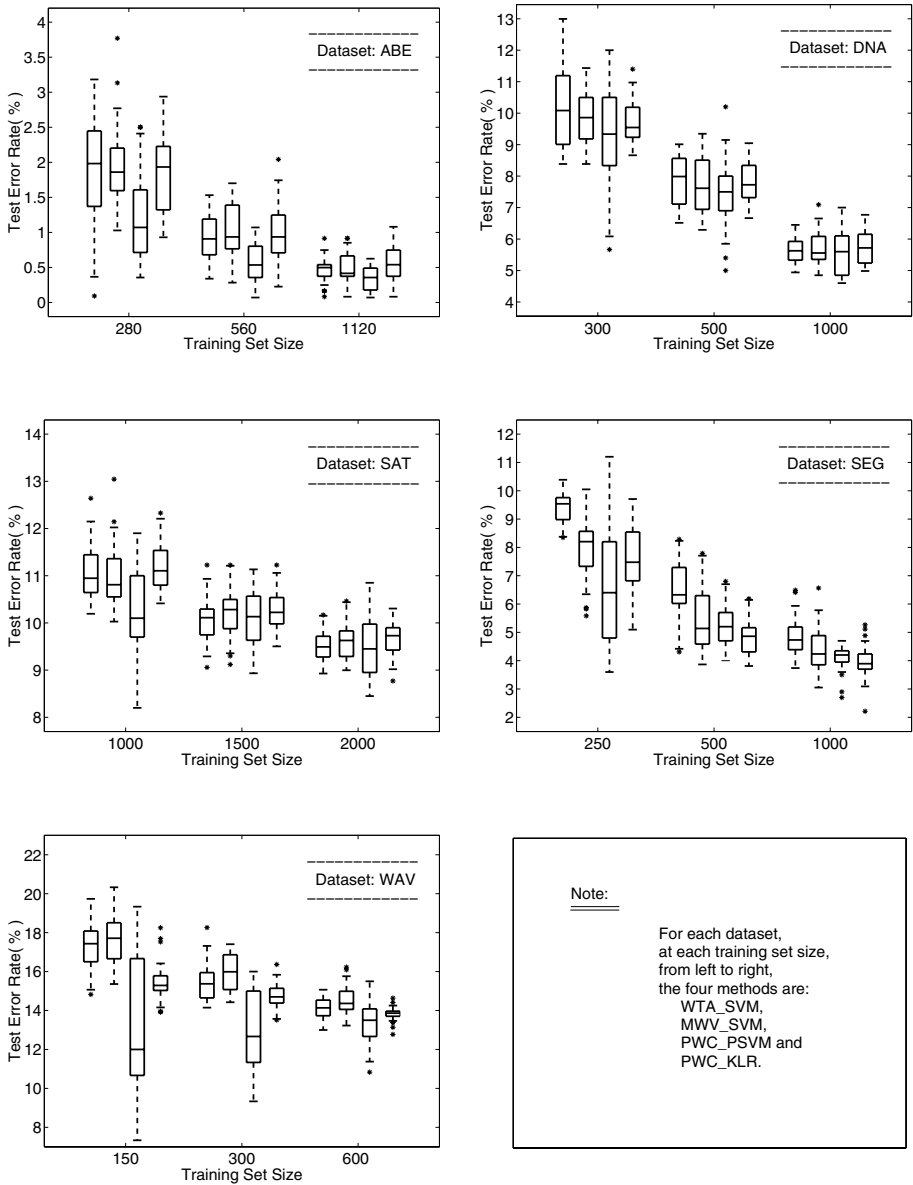 4
3.5
3
2.5
2
1.5
1
0.5
0
Test Error Rate( % )
Dataset: ABE
280
560
1120
Training Set Size
13
12
11
10
9
8
7
6
5
4
Test Error Rate( % )
Dataset: DNA
300
500
1000
Training Set Size
14
13
12
11
10
9
8
Test Error Rate( % )
Dataset: SAT
1000
1500
2000
Training Set Size
12
11
10
9
8
7
6
5
4
3
2
Test Error Rate( % )
Dataset: SEG
250
500
1000
Training Set Size
22
20
18
16
14
12
10
8
Test Error Rate( % )
Dataset: WAV
150
300
600
Training Set Size
Note:
For each dataset,
at each training set size,
from left to right,
the four methods are:
WTA_SVM,
MWV_SVM,
PWC_PSVM and
PWC_KLR.